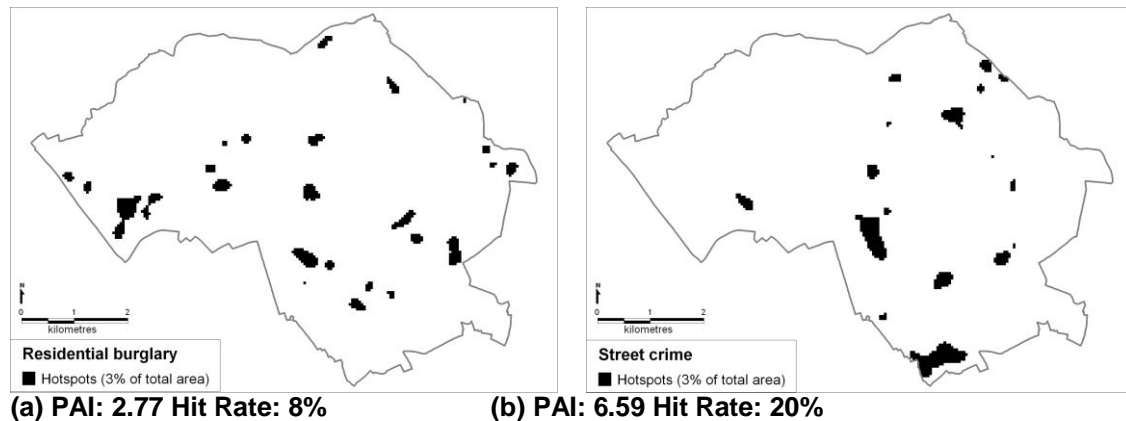 N
0 1 2
kilometres
Residential burglary
Hotspots (3% of total area)
N
0 1 2
kilometres
Street crime
Hotspots (3% of total area)
(a) PAI: 2.77 Hit Rate: 8%
(b) PAI: 6.59 Hit Rate: 20%